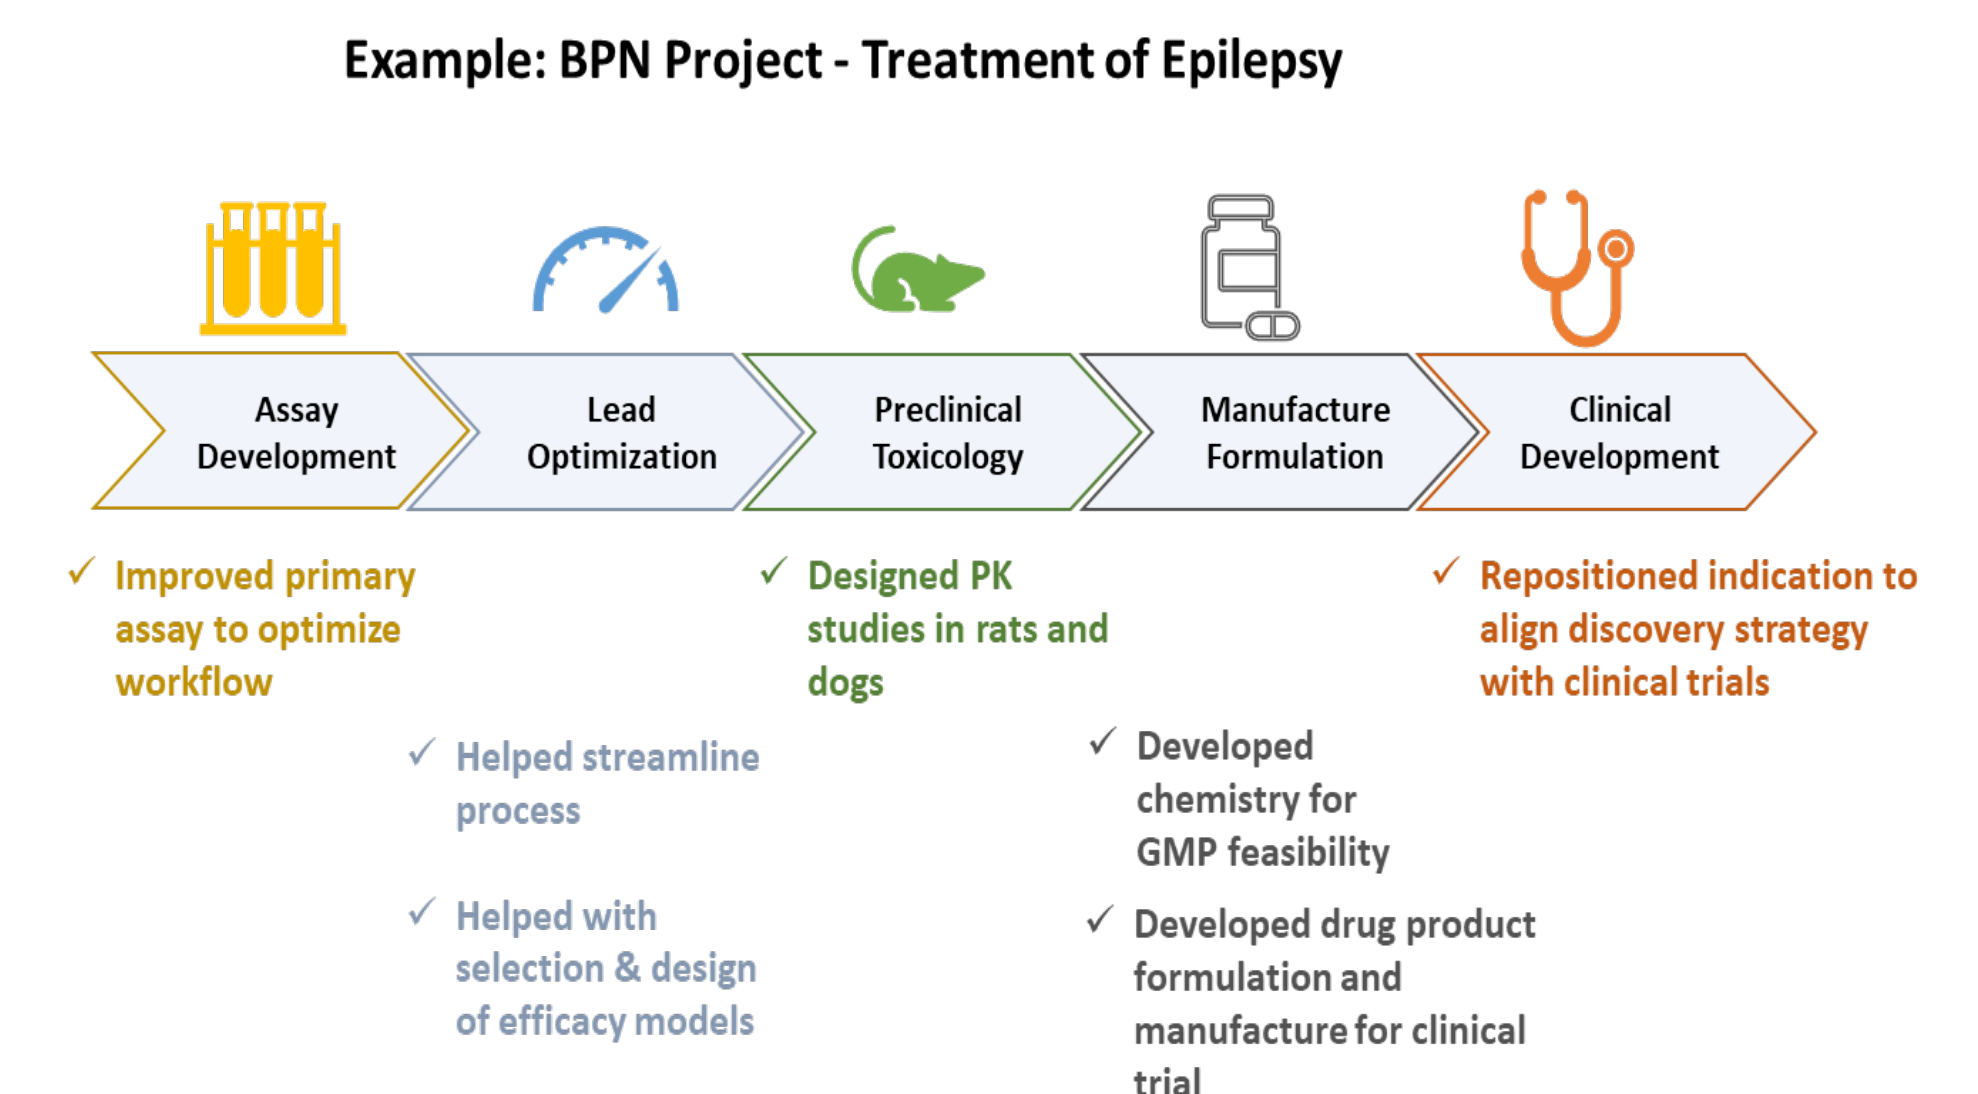 Example: BPN Project - Treatment of Epilepsy
Assay
Development
Lead
Optimization
Preclinical
Toxicology
Manufacture
Formulation
Clinical
Development
✓ Improved primary
assay to optimize
workflow
✓ Helped streamline
process
✓ Helped with
selection & design
of efficacy models
✓ Designed PK
studies in rats and
dogs
✓ Developed
chemistry for
GMP feasibility
✓ Developed drug product
formulation and
manufacture for clinical
trial
✓ Repositioned indication to
align discovery strategy
with clinical trials